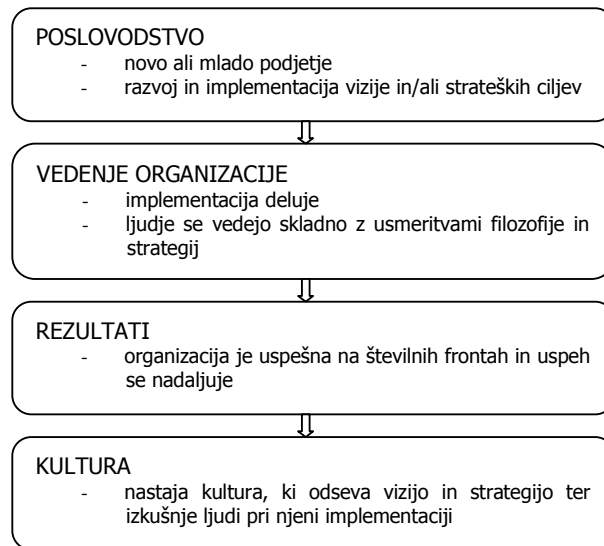 POSLOVODSTVO
- novo ali mlado podjetje
- razvoj in implementacija vizije in/ali strateških ciljev
VEDENJE ORGANIZACIJE
- implementacija deluje
- ljudje se vedejo skladno z usmeritvami filozofije in
strategij
REZULTATI
- organizacija je uspešna na številnih frontah in uspeh
se nadaljuje
KULTURA
- nastaja kultura, ki odseva vizijo in strategijo ter
izkušnje ljudi pri njeni implementaciji